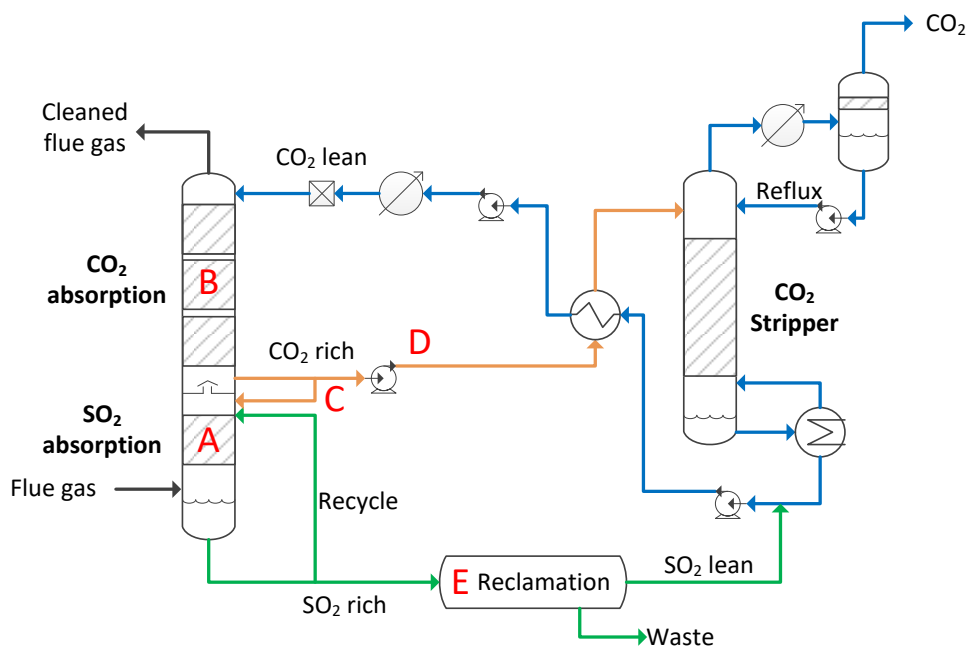 CO₂
Cleaned
flue gas
CO₂ lean
Reflux
CO₂
absorption
B
CO₂
Stripper
CO₂ rich
D
C
SO₂
absorption
A
Flue gas
Recycle
E
Reclamation
SO₂ lean
SO₂ rich
Waste